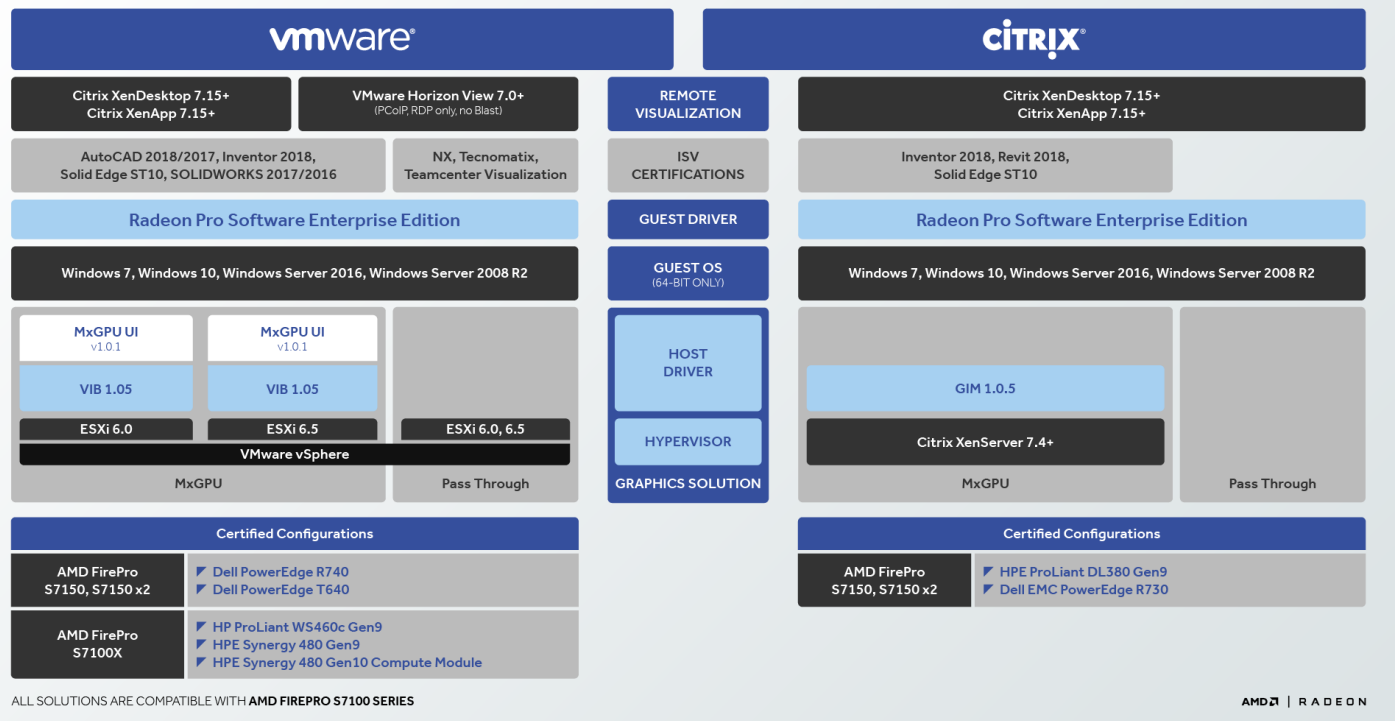 vmware®
CİTRIX®
Citrix XenDesktop 7.15+
Citrix XenApp 7.15+
VMware Horizon View 7.0+
(PCoIP, RDP only, no Blast)
REMOTE
VISUALIZATION
Citrix XenDesktop 7.15+
Citrix XenApp 7.15+
AutoCAD 2018/2017, Inventor 2018,
Solid Edge ST10, SOLIDWORKS 2017/2016
NX, Tecnomatix,
Teamcenter Visualization
ISV
CERTIFICATIONS
Inventor 2018, Revit 2018,
Solid Edge ST10
Radeon Pro Software Enterprise Edition
GUEST DRIVER
Radeon Pro Software Enterprise Edition
Windows 7, Windows 10, Windows Server 2016, Windows Server 2008 R2
GUEST OS
(64-BIT ONLY)
Windows 7, Windows 10, Windows Server 2016, Windows Server 2008 R2
MxGPU UI
v1.0.1
MxGPU UI
v1.0.1
VIB 1.05
VIB 1.05
HOST
DRIVER
GIM 1.0.5
ESXi 6.0
ESXi 6.5
ESXi 6.0, 6.5
VMware vSphere
HYPERVISOR
Citrix XenServer 7.4+
MxGPU
Pass Through
GRAPHICS SOLUTION
MxGPU
Pass Through
Certified Configurations
Certified Configurations
AMD FirePro
S7150, S7150 x2
Dell PowerEdge R740
Dell PowerEdge T640
AMD FirePro
S7150, S7150 x2
HPE ProLiant DL380 Gen9
Dell EMC PowerEdge R730
AMD FirePro
S7100X
HP ProLiant WS460c Gen9
HPE Synergy 480 Gen9
HPE Synergy 480 Gen10 Compute Module
ALL SOLUTIONS ARE COMPATIBLE WITH AMD FIREPRO S7100 SERIES
AMD | RADEON